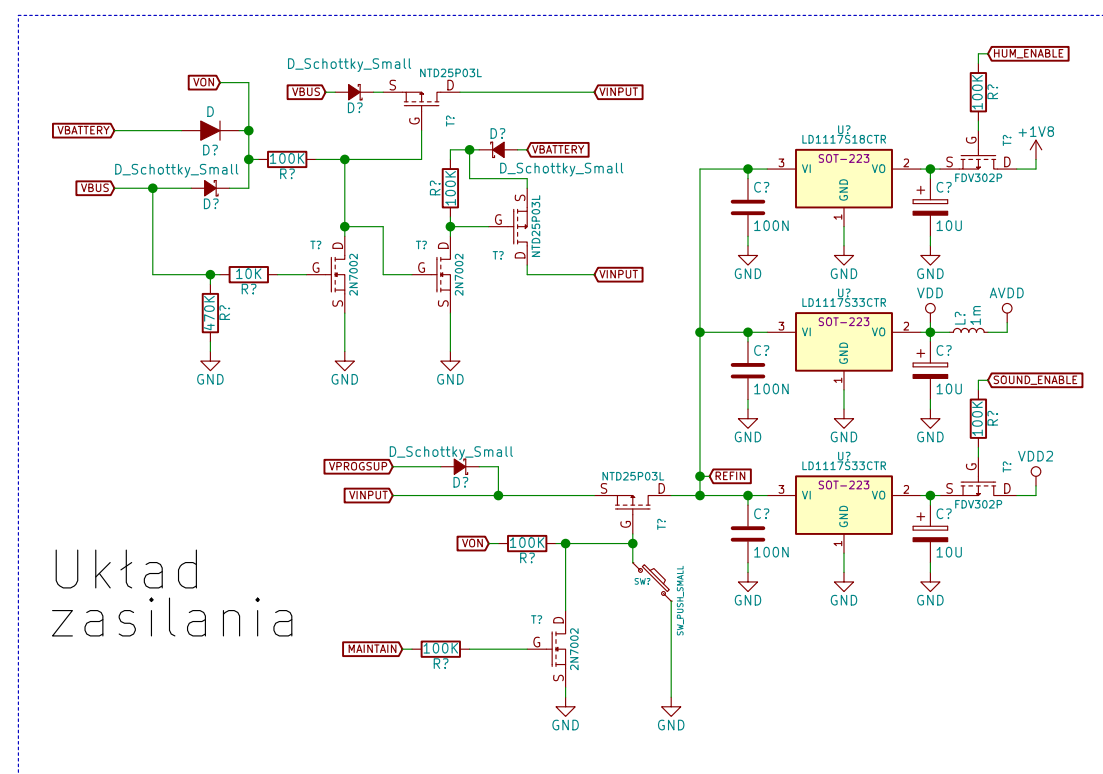 HUM_ENABLE
100K
R?
G
T?
+1V8
S
D
FDV302P
D_Schottky_Small
NTD25P03L
VON
VBUS
D?
S
D
G
T?
VINPUT
VBATTERY
D
D?
D_Schottky_Small
VBUS
D?
100K
R?
D?
VBATTERY
D_Schottky_Small
R?
100K
S
G
D
T?
NTD25P03L
VINPUT
T?
D
G
S
2N7002
T?
D
G
S
2N7002
10K
R?
470K
R?
GND
GND
GND
U?
LD1117S18CTR
SOT-223
3
VI
VO
2
GND
1
C?
100N
GND
GND
+
C?
10U
GND
U?
LD1117S33CTR
SOT-223
3
VI
VO
2
GND
1
VDD
AVDD
L?
1m
C?
100N
GND
GND
+
C?
10U
GND
SOUND_ENABLE
100K
R?
G
T?
VDD2
S
D
FDV302P
U?
LD1117S33CTR
SOT-223
3
VI
VO
2
GND
1
C?
100N
GND
GND
+
C?
10U
GND
D_Schottky_Small
VPROGSUP
D?
VINPUT
NTD25P03L
S
D
G
T?
REFIN
VON
100K
R?
SW?
SW_PUSH_SMALL
MAINTAIN
100K
R?
T?
D
G
S
2N7002
GND
GND
Układ
zasilania